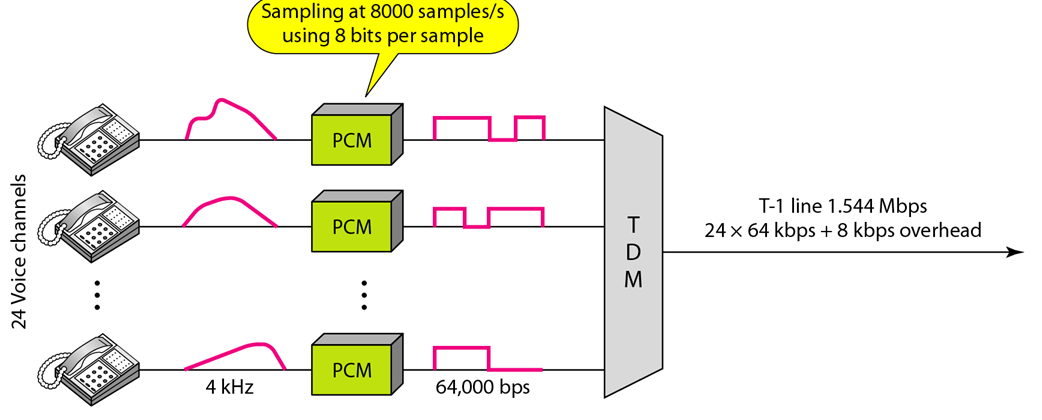 Sampling at 8000 samples/s
using 8 bits per sample
PCM
PCM
24 Voice channels
T
D
M
T-1 line 1.544 Mbps
24 × 64 kbps + 8 kbps overhead
PCM
4 kHz
64,000 bps